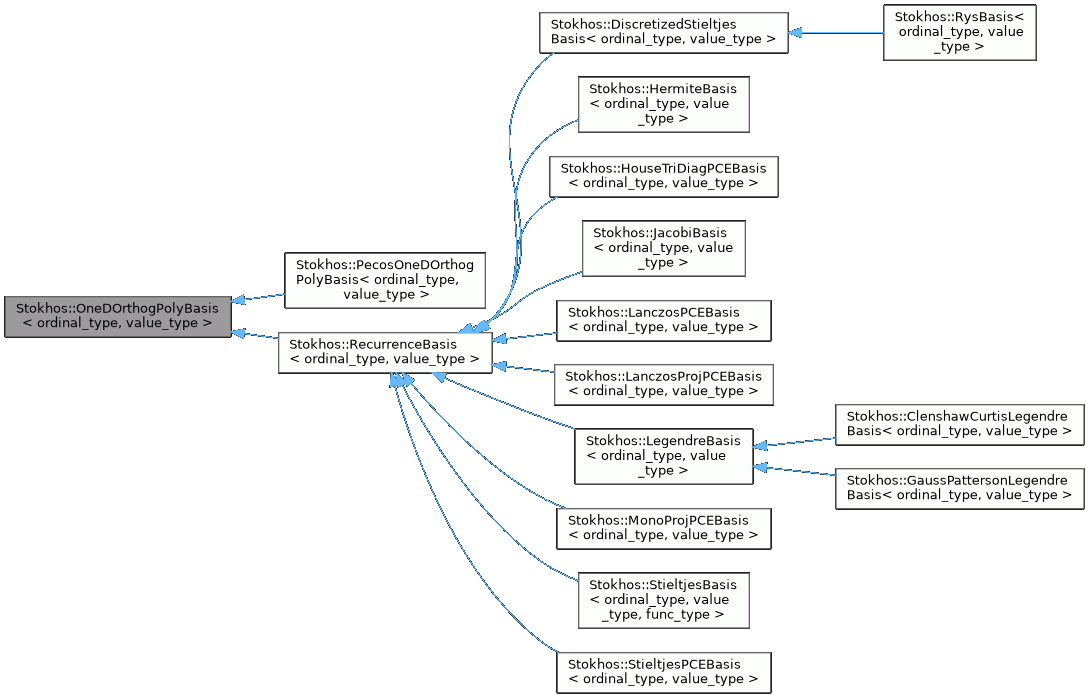 Stokhos::DiscretizedStieltjes
Basis< ordinal_type, value_type >
Stokhos::RysBasis<
ordinal_type, value
_type >
Stokhos::HermiteBasis
< ordinal_type, value
_type >
Stokhos::HouseTriDiagPCEBasis
< ordinal_type, value_type >
Stokhos::JacobiBasis
< ordinal_type, value
_type >
Stokhos::PecosOneDOrthog
PolyBasis< ordinal_type,
value_type >
Stokhos::OneDOrthogPolyBasis
< ordinal_type, value_type >
Stokhos::RecurrenceBasis
< ordinal_type, value_type >
Stokhos::LanczosPCEBasis
< ordinal_type, value_type >
Stokhos::LanczosProjPCEBasis
< ordinal_type, value_type >
Stokhos::LegendreBasis
< ordinal_type, value
_type >
Stokhos::ClenshawCurtisLegendre
Basis< ordinal_type, value_type >
Stokhos::GaussPattersonLegendre
Basis< ordinal_type, value_type >
Stokhos::MonoProjPCEBasis
< ordinal_type, value_type >
Stokhos::StieltjesBasis
< ordinal_type, value
_type, func_type >
Stokhos::StieltjesPCEBasis
< ordinal_type, value_type >